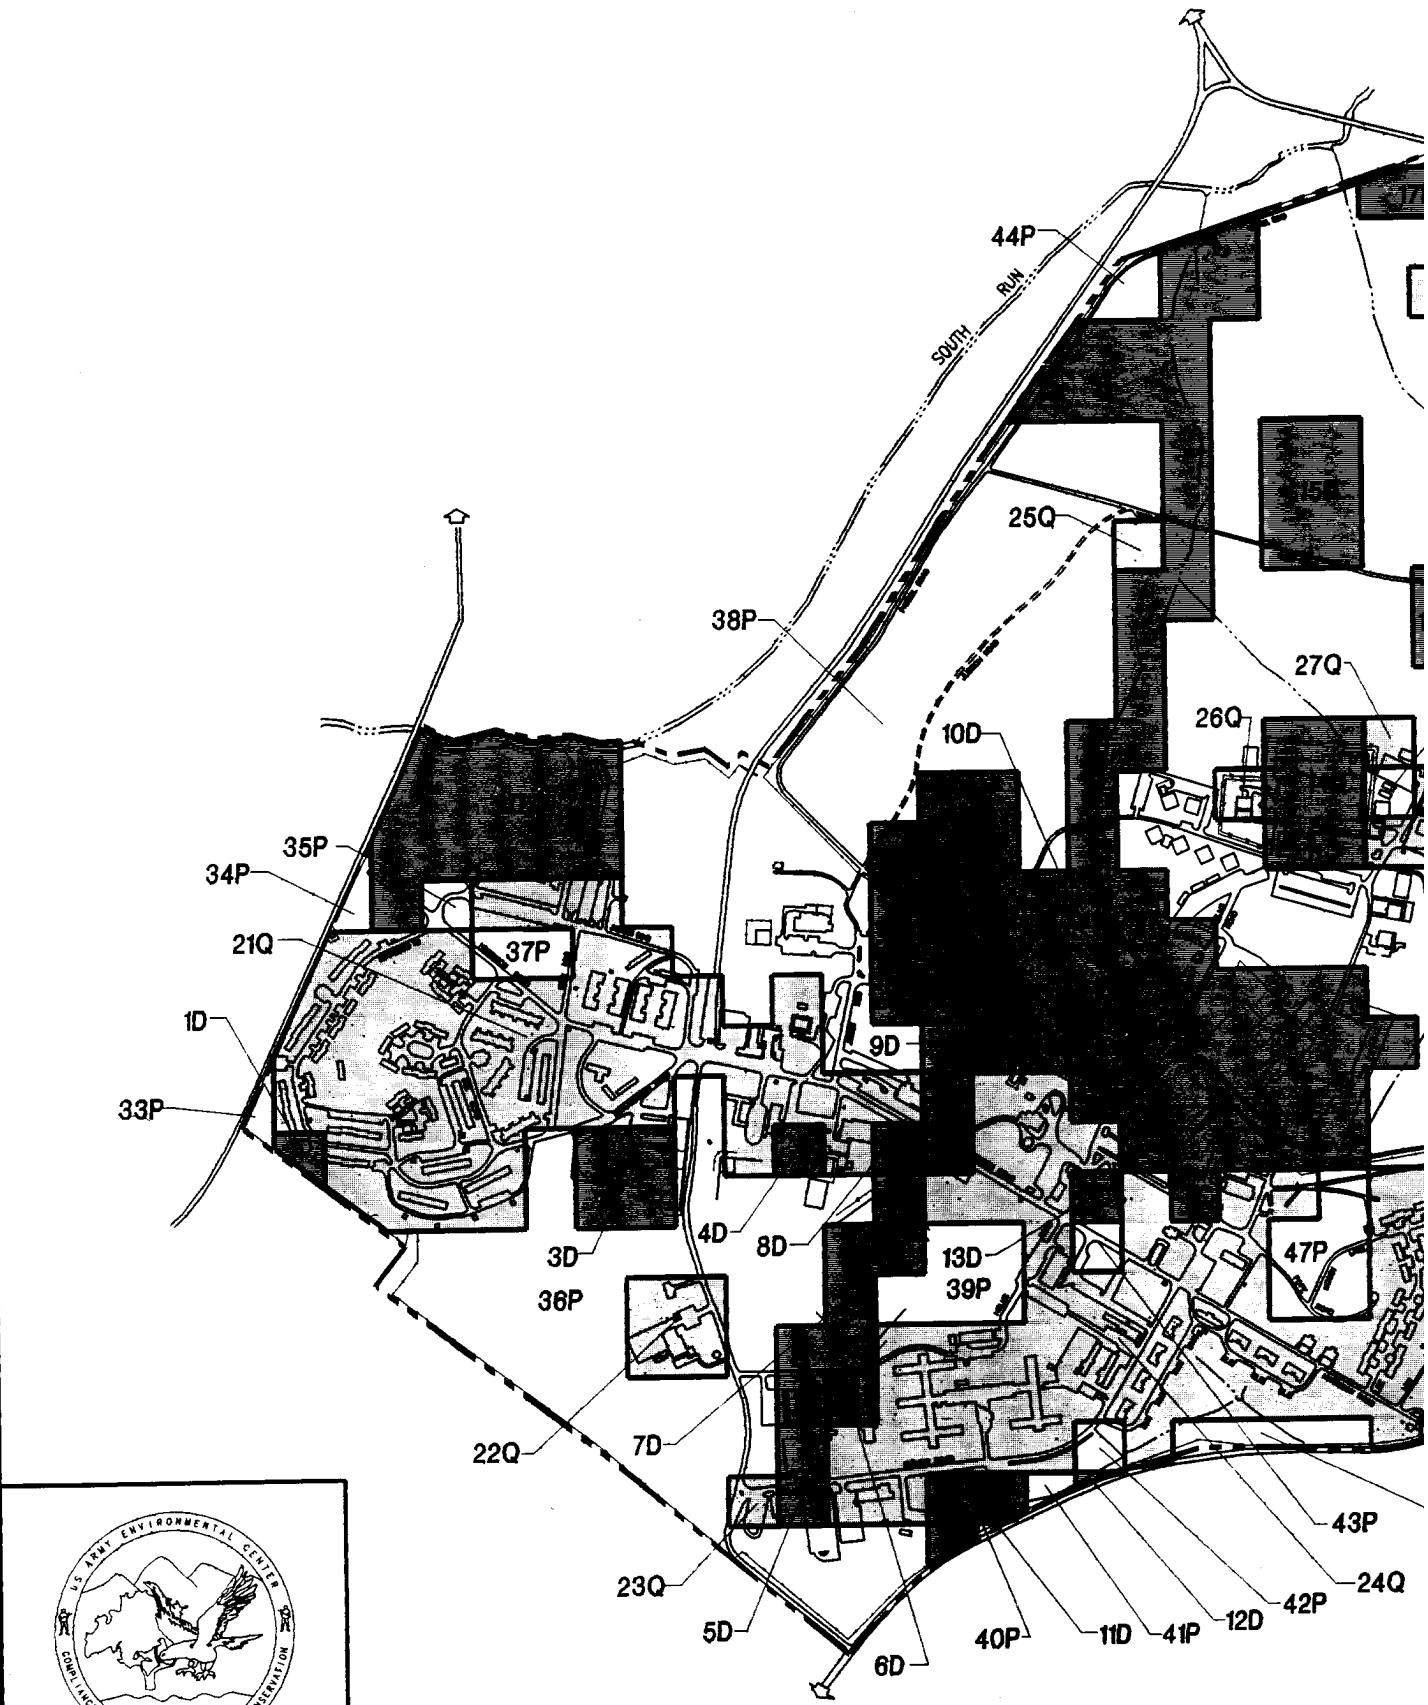 44P
RUN
SOUTH
25Q
38P
27Q
26Q
10D
35P
34P
21Q
37P
1D
9D
33P
4D
8D
3D
13D
39P
47P
36P
7D
22Q
43P
24Q
23Q
42P
12D
5D
40P
11D
41P
6D
US ARMY ENVIRONMENTAL CENTER